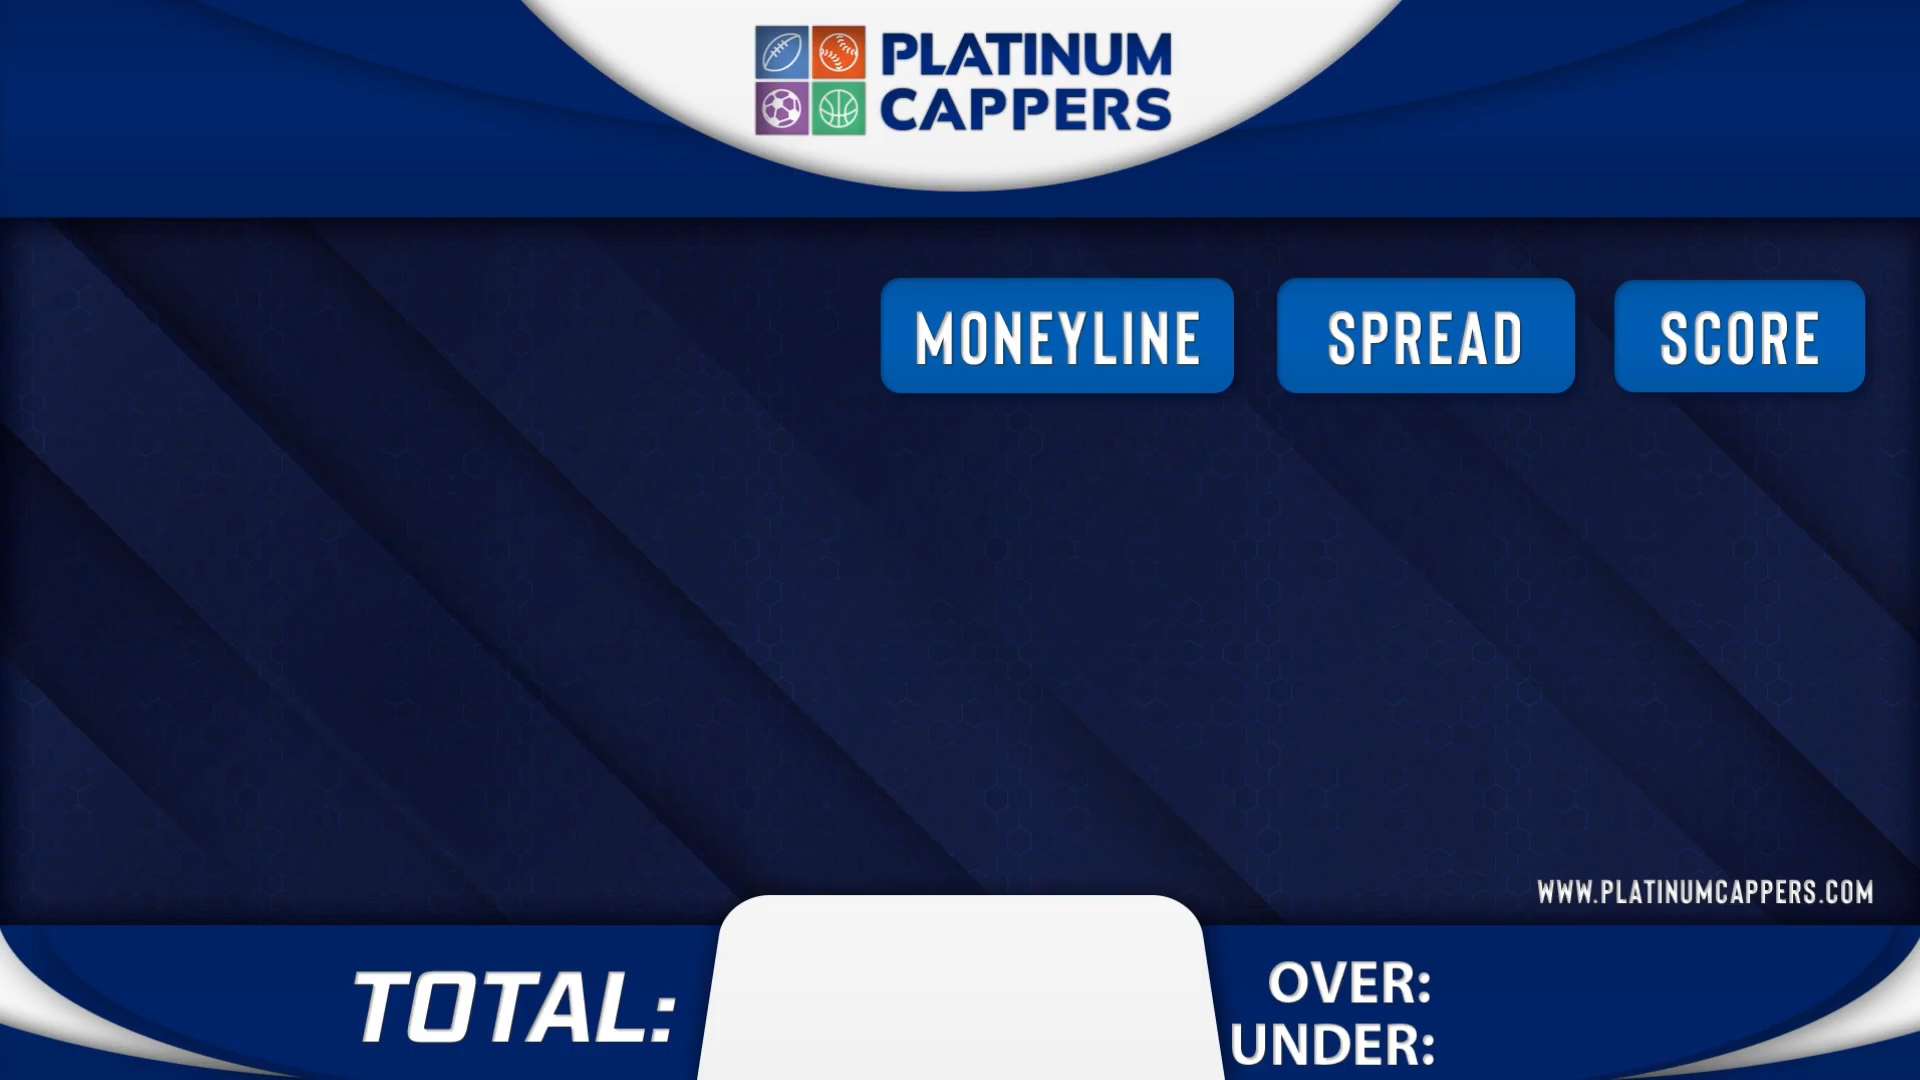 PLATINUM
CAPPERS
MONEYLINE SPREAD SCORE
WWW.PLATINUMCAPPERS.COM
TOTAL:
OVER:
UNDER: